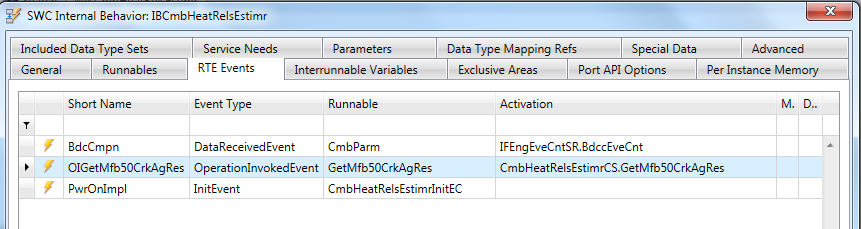 SWC Internal Behavior: IBCmbHeatRelsEstimr
Included Data Type Sets Service Needs Parameters Data Type Mapping Refs Special Data Advanced
General Runnables RTE Events Interrunnable Variables Exclusive Areas Port API Options Per Instance Memory
Short Name Event Type Runnable Activation M. D..
BdcCmpn DataReceivedEvent CmbParm IFEngEveCntSR.BdccEveCnt
OIGetMfb50CrkAgRes OperationInvokedEvent GetMfb50CrkAgRes CmbHeatRelsEstimrCS.GetMfb50CrkAgRes
PwrOnImpl InitEvent CmbHeatRelsEstimrInitEC